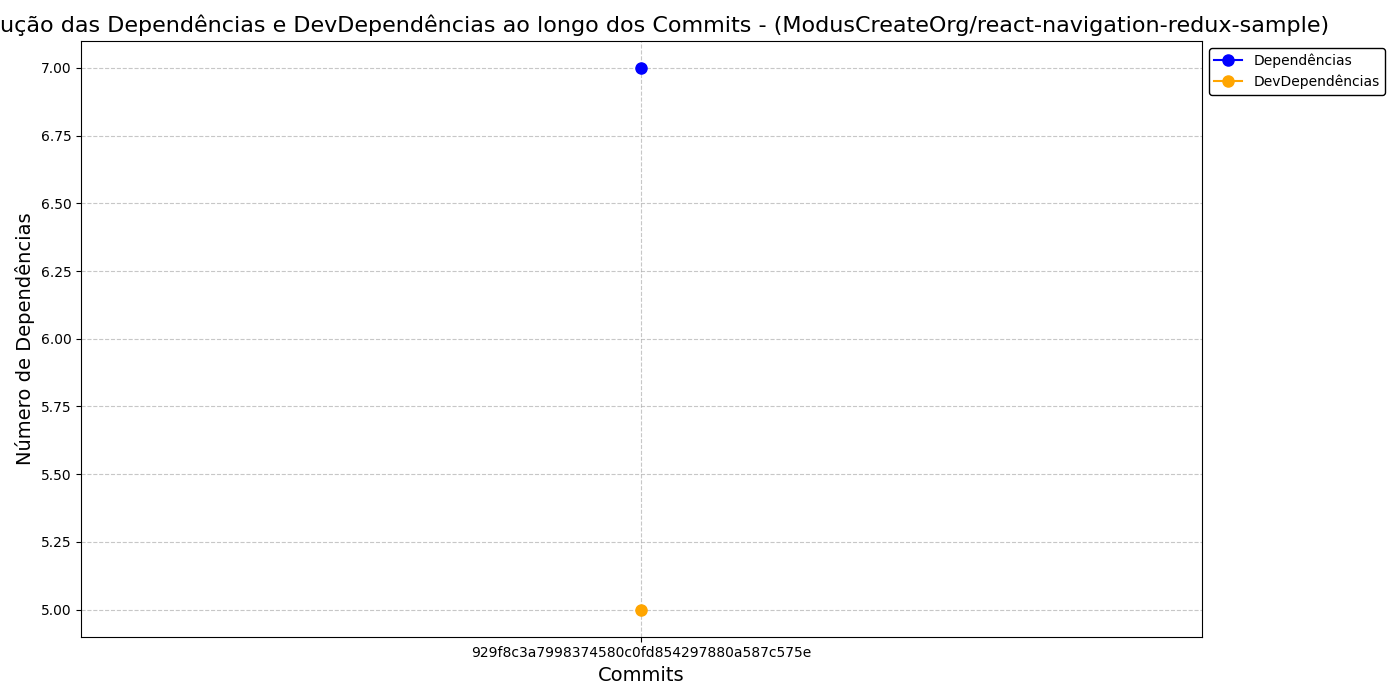 ução das Dependências e DevDependências ao longo dos Commits - (ModusCreateOrg/react-navigation-redux-sample)
Dependências
DevDependências
Número de Dependências
7.00
6.75
6.50
6.25
6.00
5.75
5.50
5.25
5.00
929f8c3a7998374580c0fd854297880a587c575e
Commits